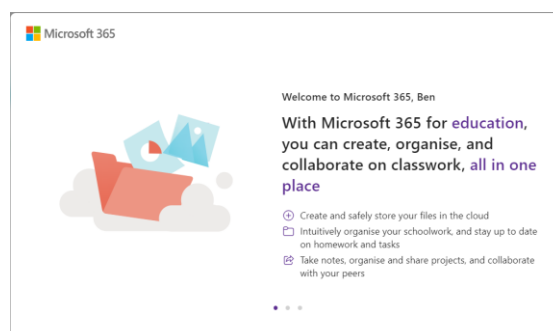 Microsoft 365
Welcome to Microsoft 365, Ben
With Microsoft 365 for education,
you can create, organise, and
collaborate on classwork, all in one
place
Create and safely store your files in the cloud
Intuitively organise your schoolwork, and stay up to date
on homework and tasks
Take notes, organise and share projects, and collaborate
with your peers